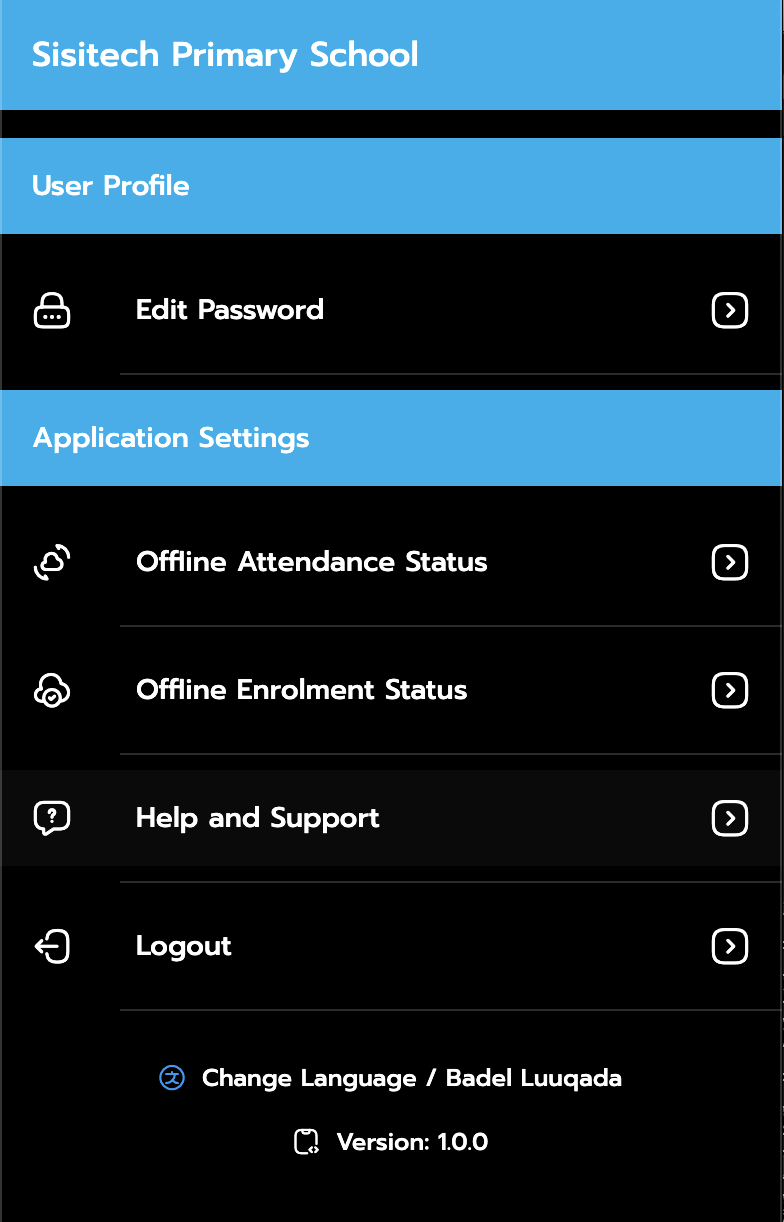 Sisitech Primary School
User Profile
Edit Password
Application Settings
Offline Attendance Status
Offline Enrolment Status
Help and Support
Logout
Change Language / Badel Luuqada
Version: 1.0.0